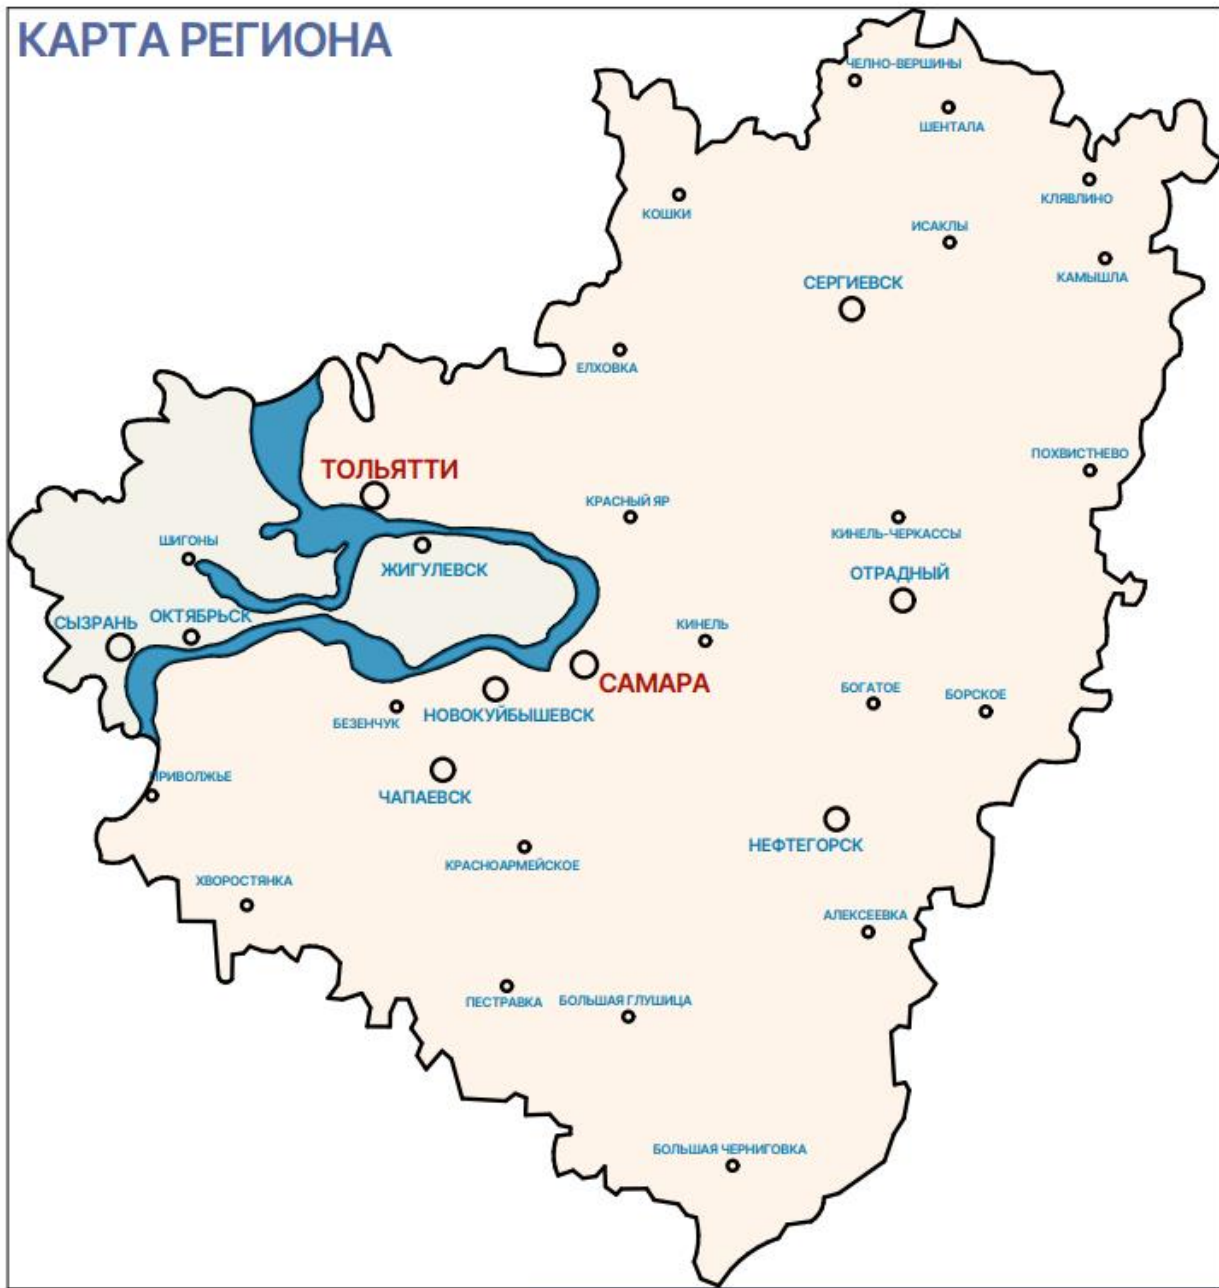 КАРТА РЕГИОНА
ЧЕЛНО-ВЕРШИНЫ
ШЕНТАЛА
КЛЯВЛИНО
КОШКИ
ИСАКЛЫ
КАМЫШЛА
СЕРГИЕВСК
ЕЛХОВКА
ПОХВИСТНЕВО
ТОЛЬЯТТИ
КРАСНЫЙ ЯР
КИНЕЛЬ-ЧЕРКАССЫ
ШИГОНЫ
ЖИГУЛЕВСК
ОТРАДНЫЙ
ОКТЯБРЬСК
СЫЗРАНЬ
КИНЕЛЬ
САМАРА
БОГАТОЕ
БОРСКОЕ
НОВОКУЙБЫШЕВСК
БЕЗЕНЧУК
ПРИВОЛЖЬЕ
ЧАПАЕВСК
НЕФТЕГОРСК
КРАСНОАРМЕЙСКОЕ
ХВОРОСТЯНКА
АЛЕКСЕЕВКА
ПЕСТРАВКА
БОЛЬШАЯ ГЛУШИЦА
БОЛЬШАЯ ЧЕРНИГОВКА